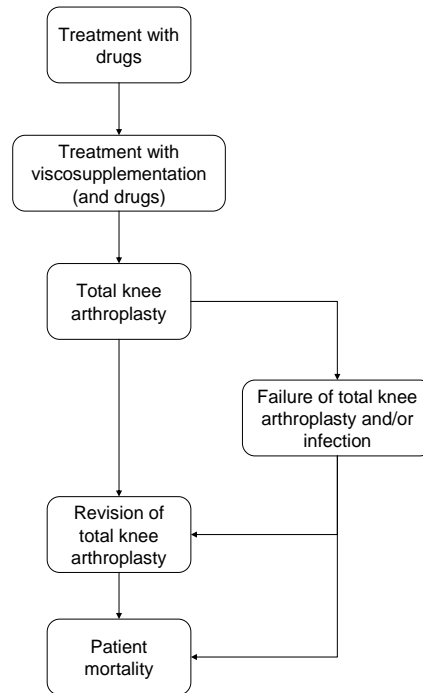 Treatment with
drugs
Treatment with
viscosupplementation
(and drugs)
Total knee
arthroplasty
Failure of total knee
arthroplasty and/or
infection
Revision of
total knee
arthroplasty
Patient
mortality